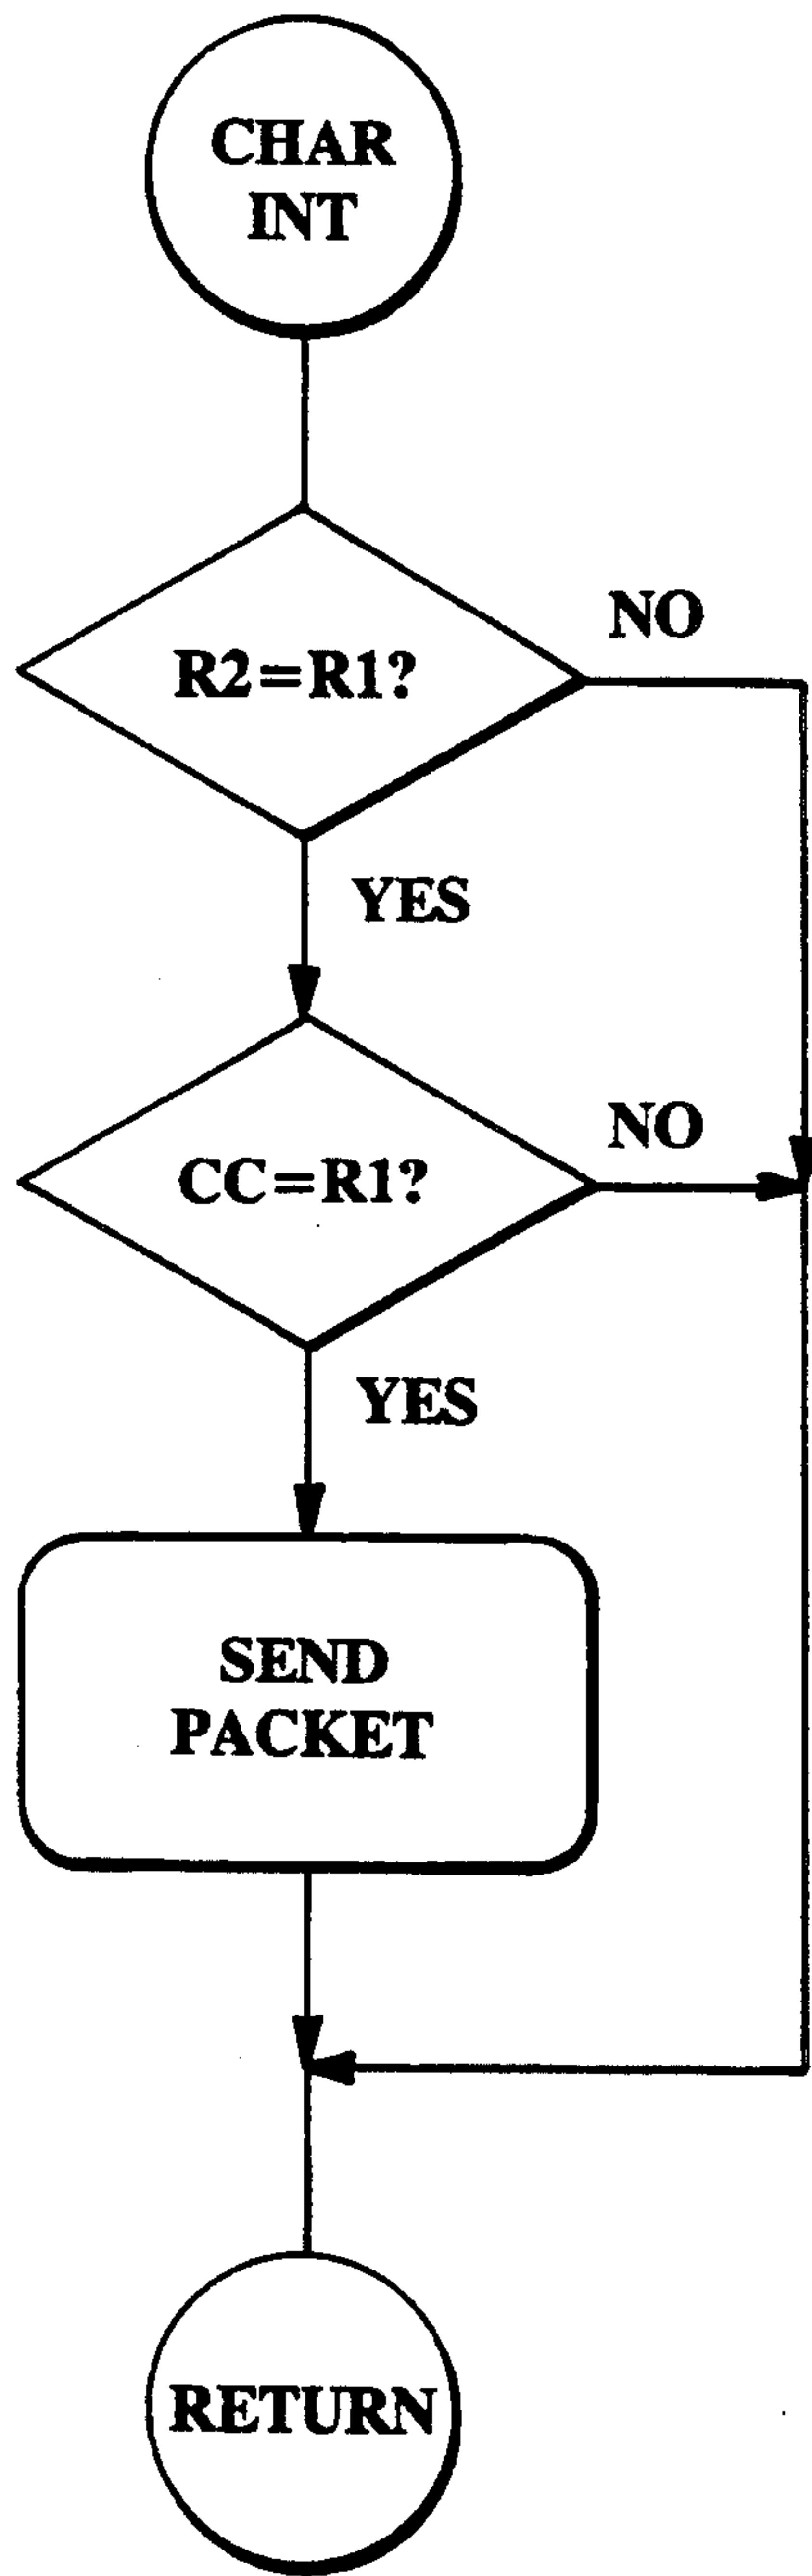 CHAR
INT
R2=R1?
NO
YES
CC=R1?
NO
YES
SEND
PACKET
RETURN